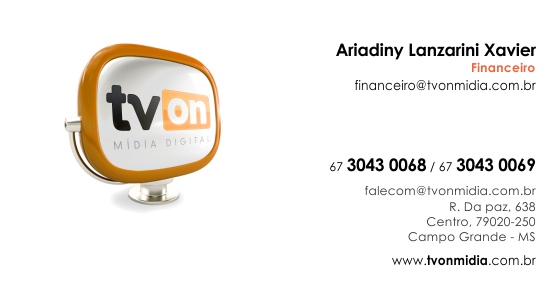 tvon
MÍDIA DIGITAL
Ariadiny Lanzarini Xavier
Financeiro
financeiro@tvonmidia.com.br
67 3043 0068 / 67 3043 0069
falecom@tvonmidia.com.br
R. Da paz, 638
Centro, 79020-250
Campo Grande - MS
www.tvonmidia.com.br